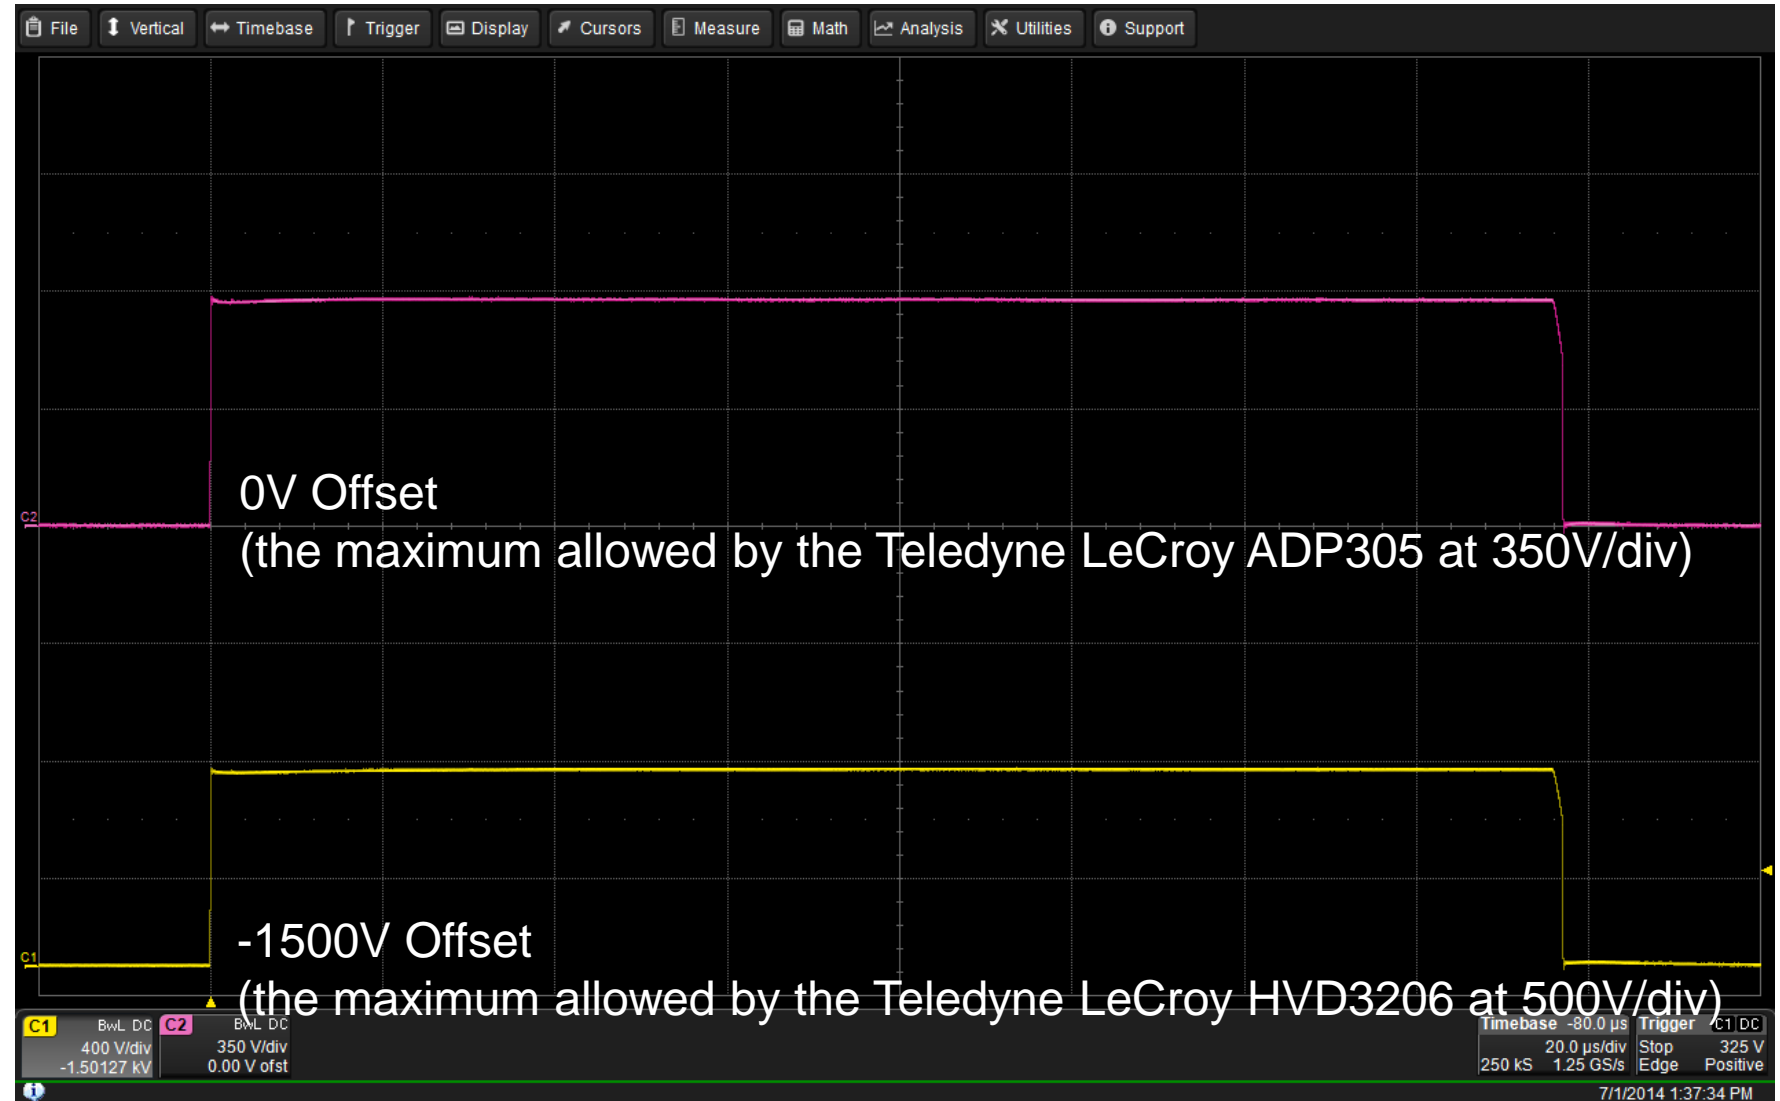 File Vertical Timebase Trigger Display Cursors Measure Math Analysis Utilities Support
C2
0V Offset
(the maximum allowed by the Teledyne LeCroy ADP305 at 350V/div)
C1
-1500V Offset
(the maximum allowed by the Teledyne LeCroy HVD3206 at 500V/div)
C1 BwL DC C2 BwL DC Timebase -80.0 µs Trigger C1 DC
400 V/div 350 V/div 20.0 µs/div Stop 325 V
-1.50127 kV 0.00 V ofst 250 kS 1.25 GS/s Edge Positive
7/1/2014 1:37:34 PM